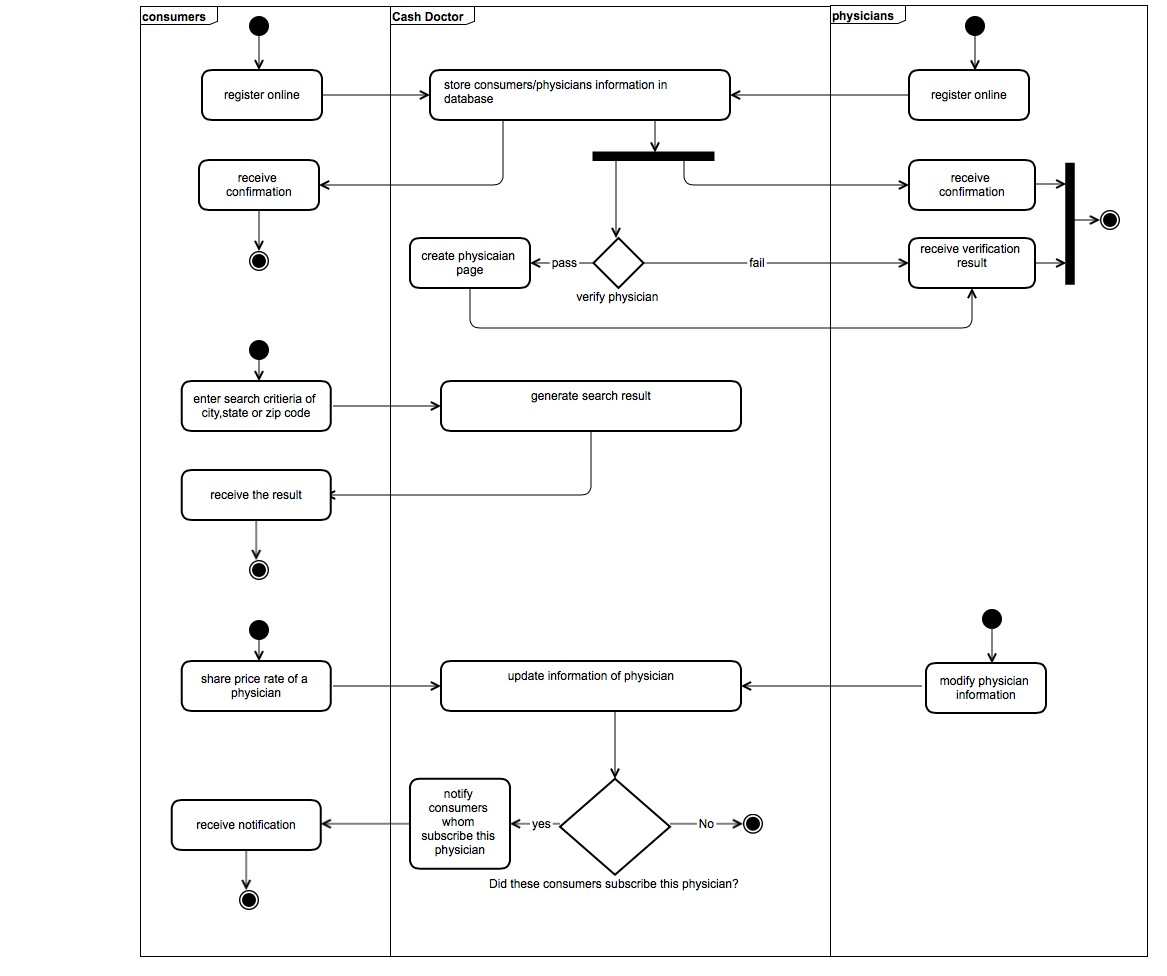 consumers
Cash Doctor
physicians
register online
store consumers/physicians information in
database
register online
receive
confirmation
receive
confirmation
create physicaian
page
pass
fail
receive verification
result
verify physician
enter search critieria of
city,state or zip code
generate search result
receive the result
share price rate of a
physician
update information of physician
modify physician
information
receive notification
notify
consumers
whom
subscribe this
physician
yes
No
Did these consumers subscribe this physician?